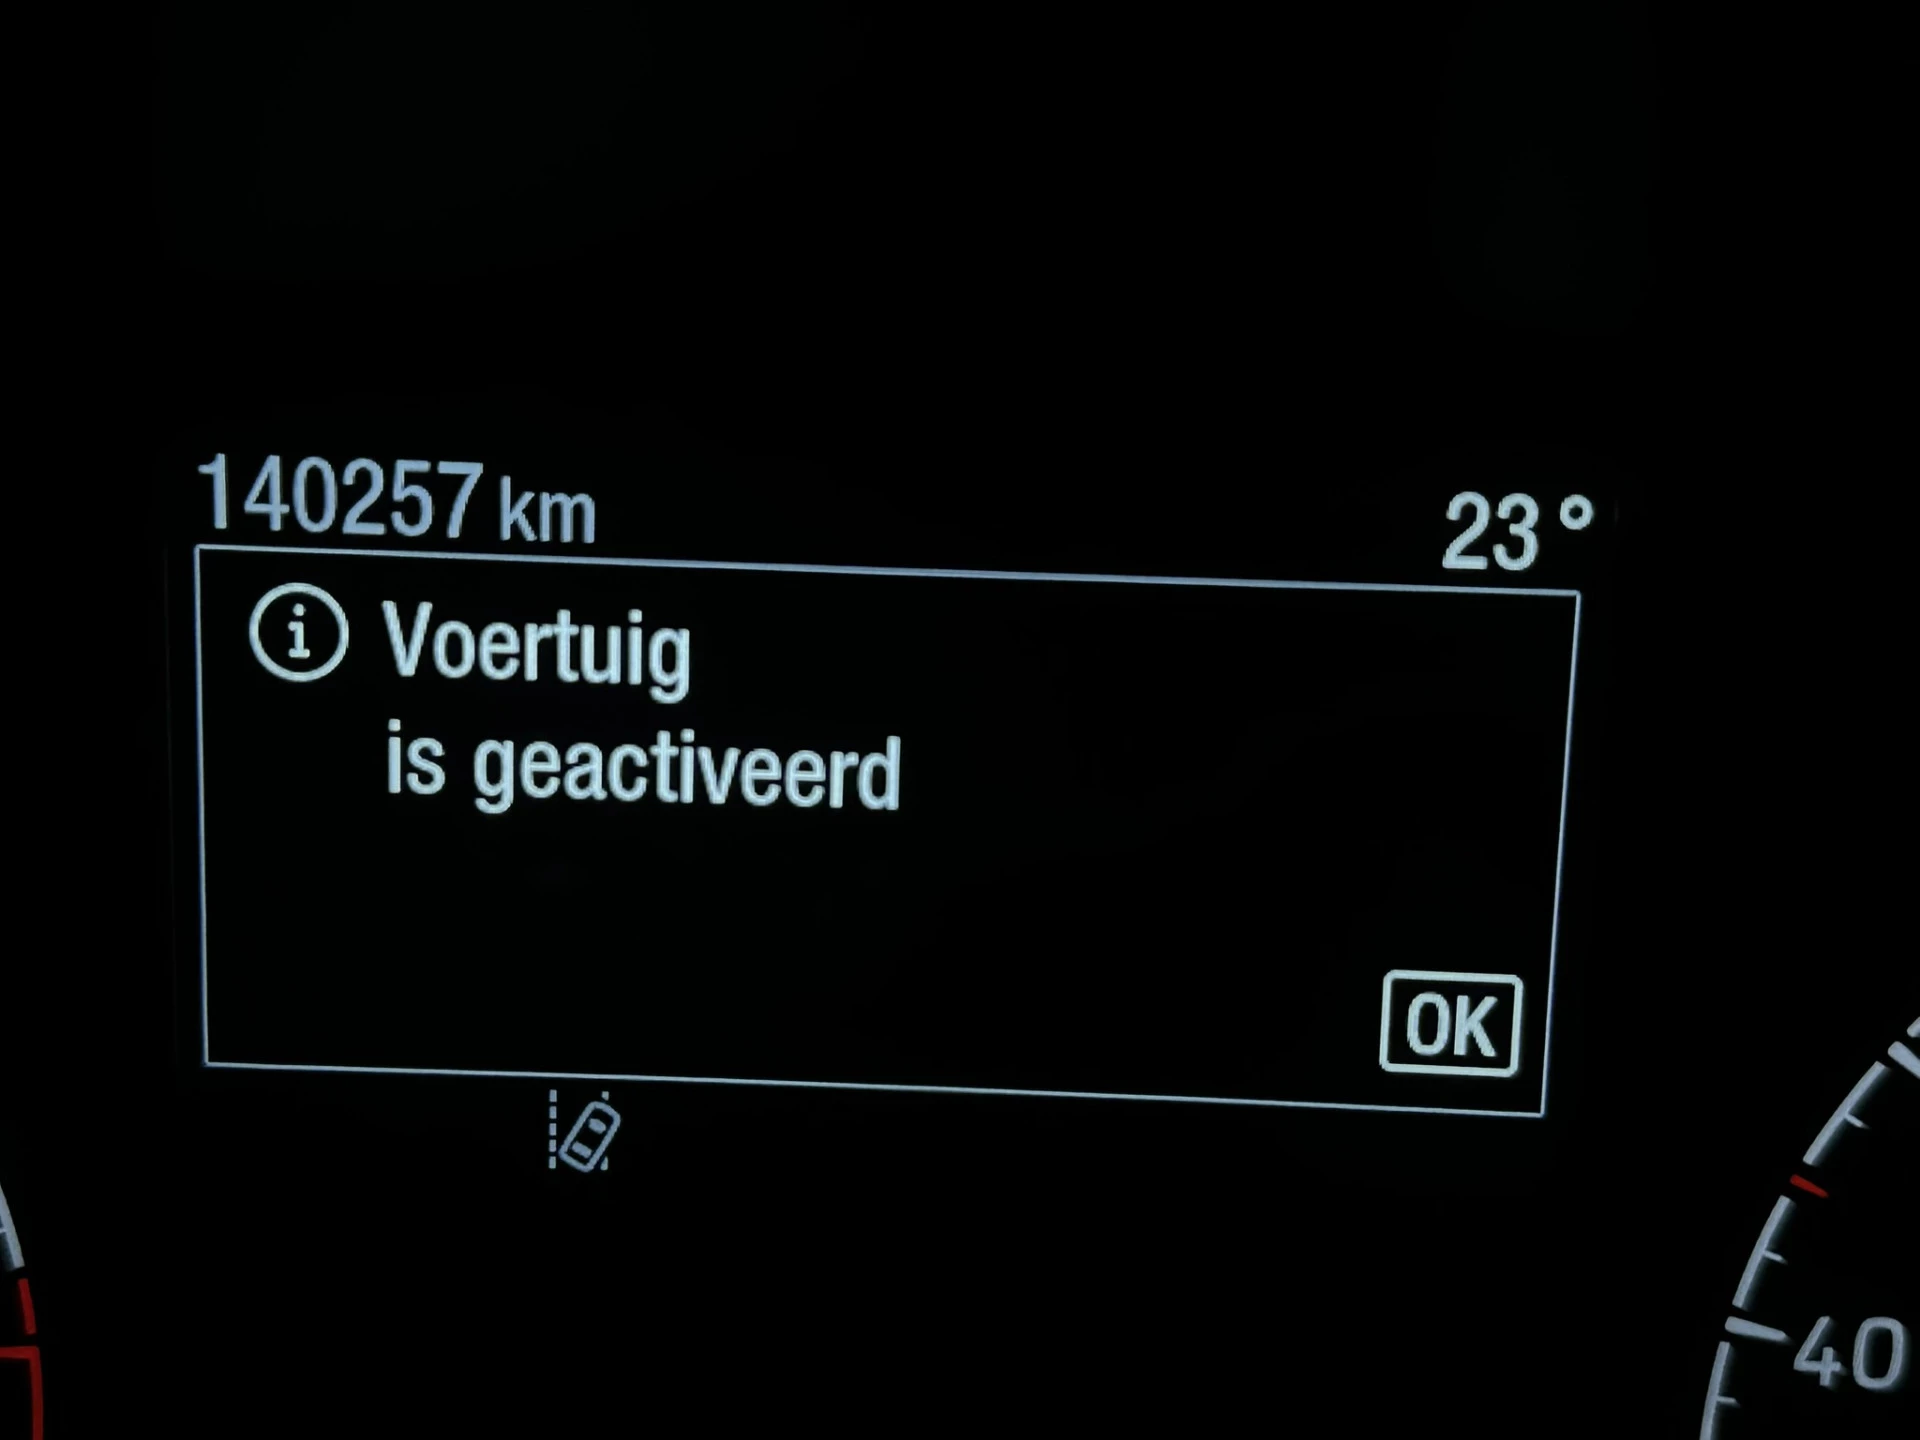 140257 km 23°
i Voertuig
is geactiveerd
OK
40